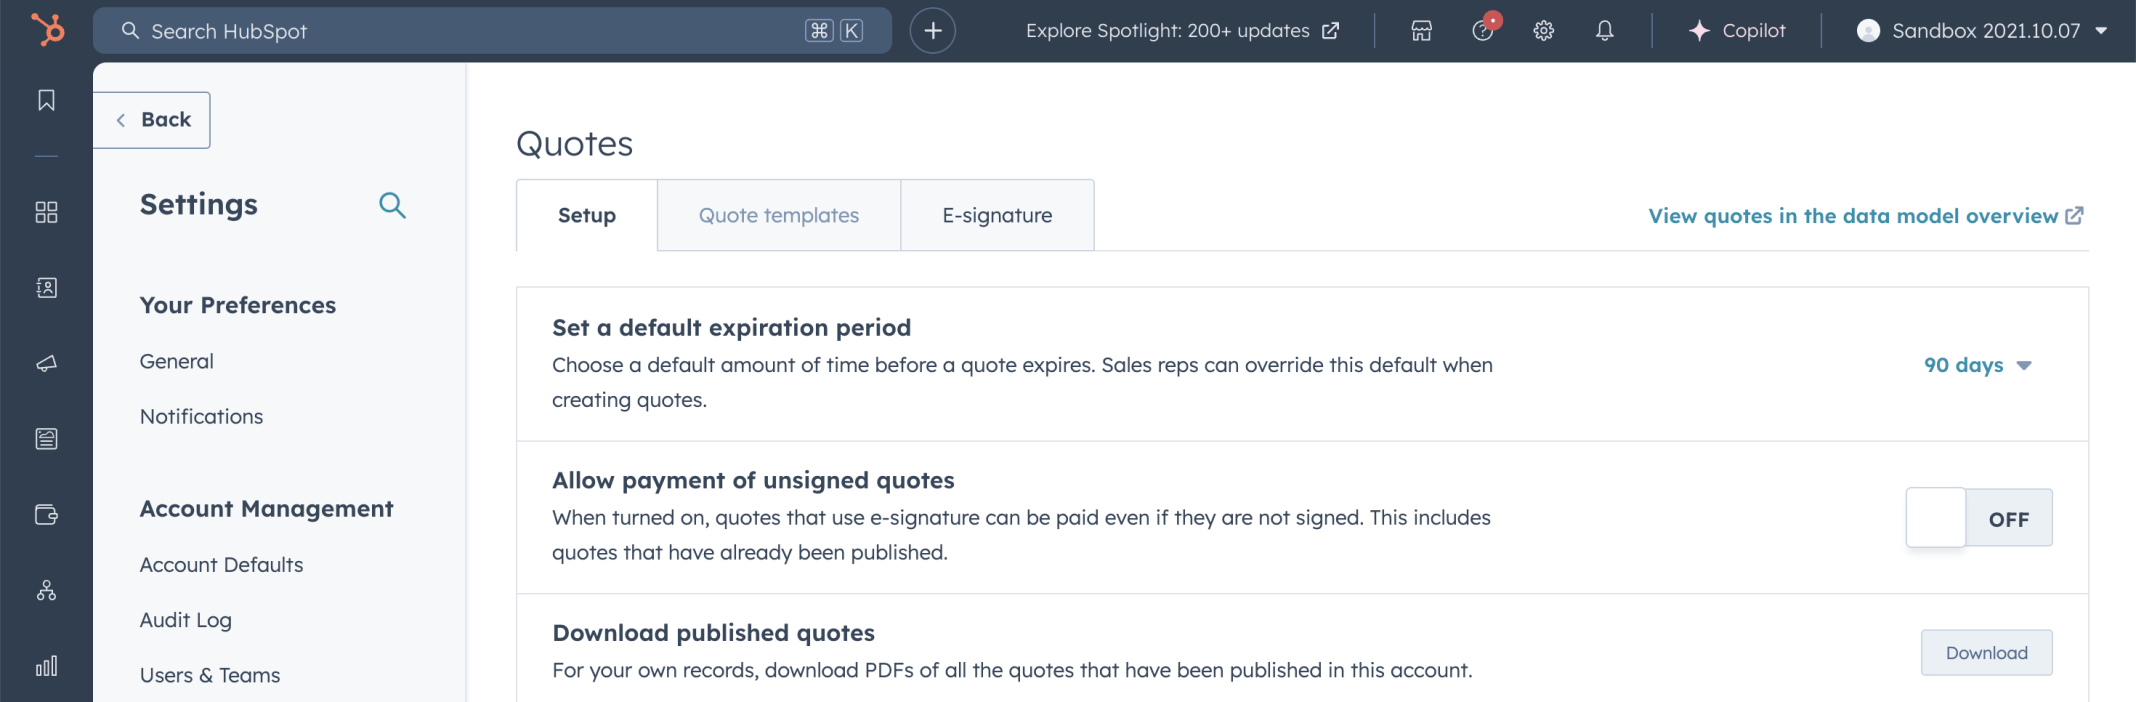 Search HubSpot
⌘ K
Explore Spotlight: 200+ updates
Copilot
Sandbox 2021.10.07
Back
Settings
Your Preferences
General
Notifications
Account Management
Account Defaults
Audit Log
Users & Teams
Quotes
Setup
Quote templates
E-signature
View quotes in the data model overview
Set a default expiration period
Choose a default amount of time before a quote expires. Sales reps can override this default when
creating quotes.
90 days
Allow payment of unsigned quotes
When turned on, quotes that use e-signature can be paid even if they are not signed. This includes
quotes that have already been published.
OFF
Download published quotes
For your own records, download PDFs of all the quotes that have been published in this account.
Download